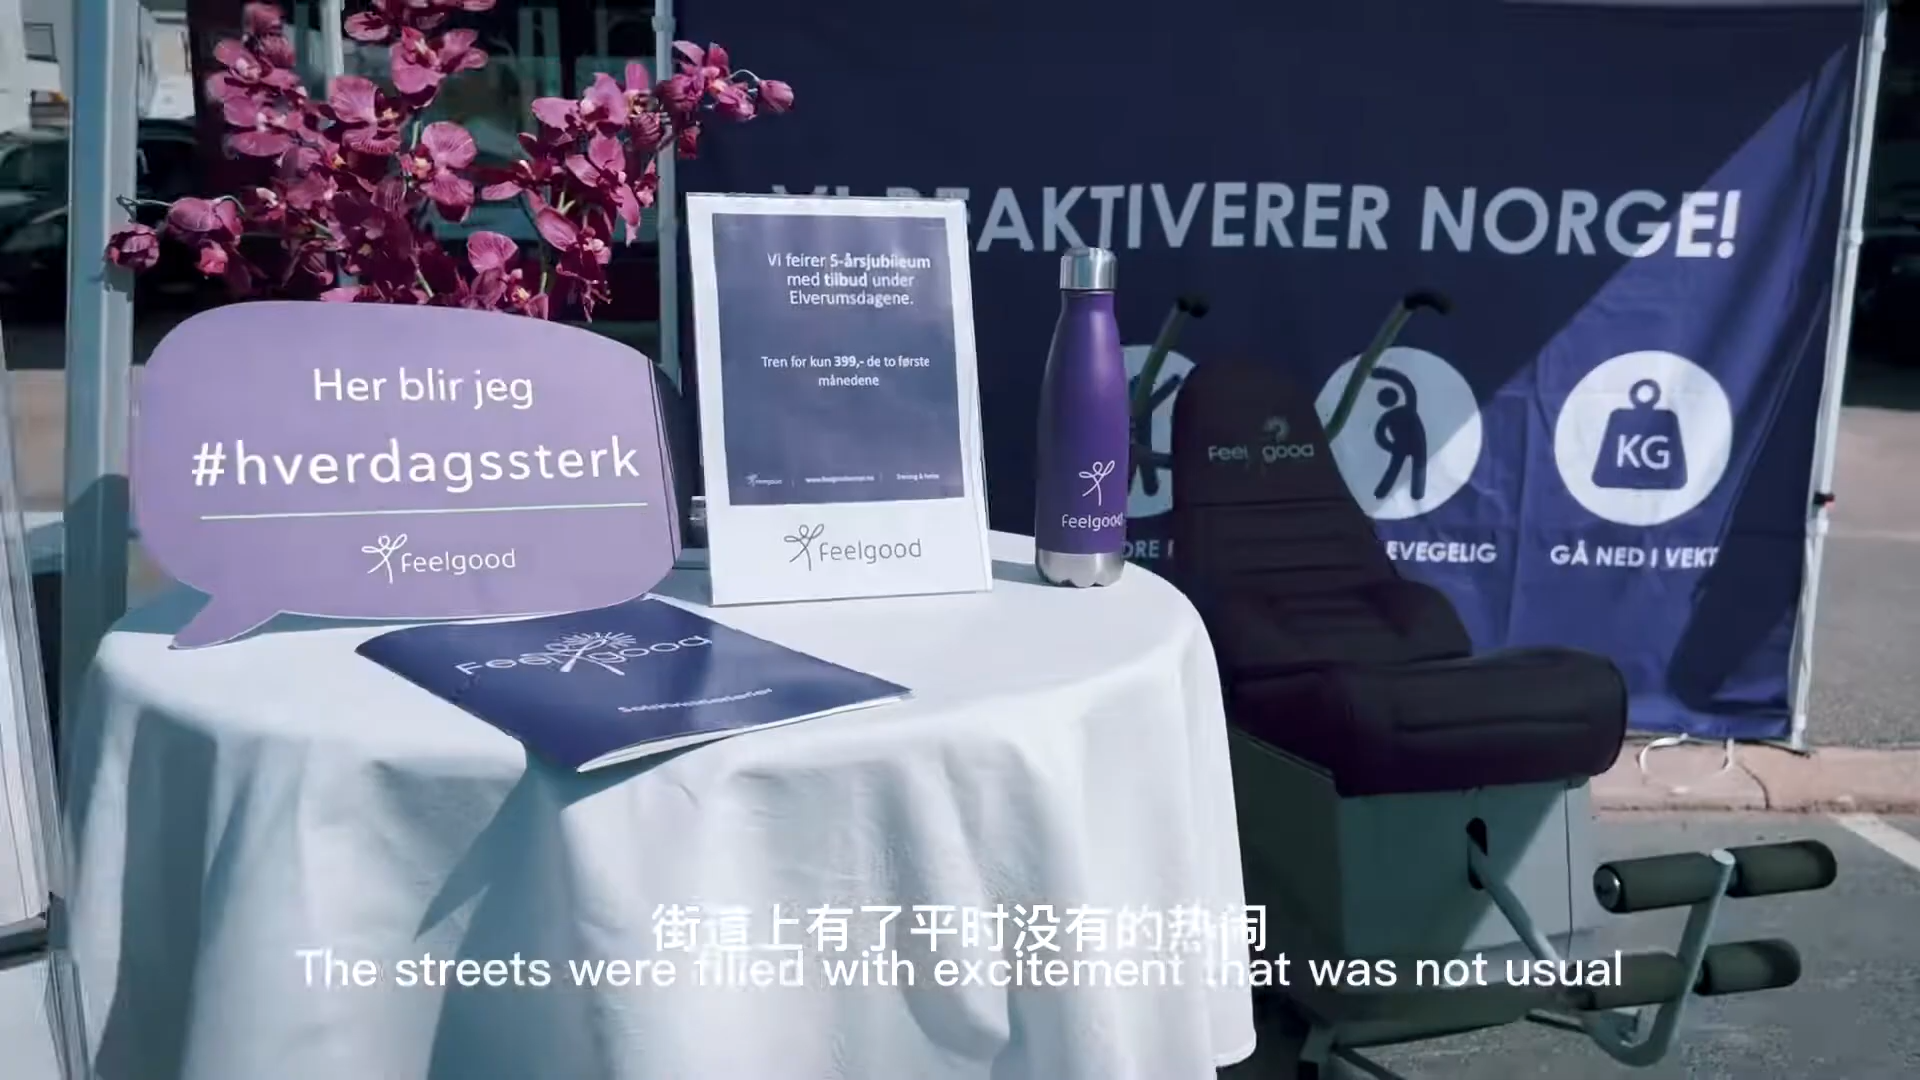 AKTIVERER NORGE!
Vi feirer 5-årsjubileum
med tilbud under
Elverumsdagene.
Tren for kun 399,- de to første
månedene
Feelgood
Her blir jeg
#hverdagssterk
Feelgood
Feelgood
Feelgood
Feel good
KG
EVEGELIG
GÅ NED I VEKT
街道上有了平时没有的热闹
The streets were filled with excitement that was not usual